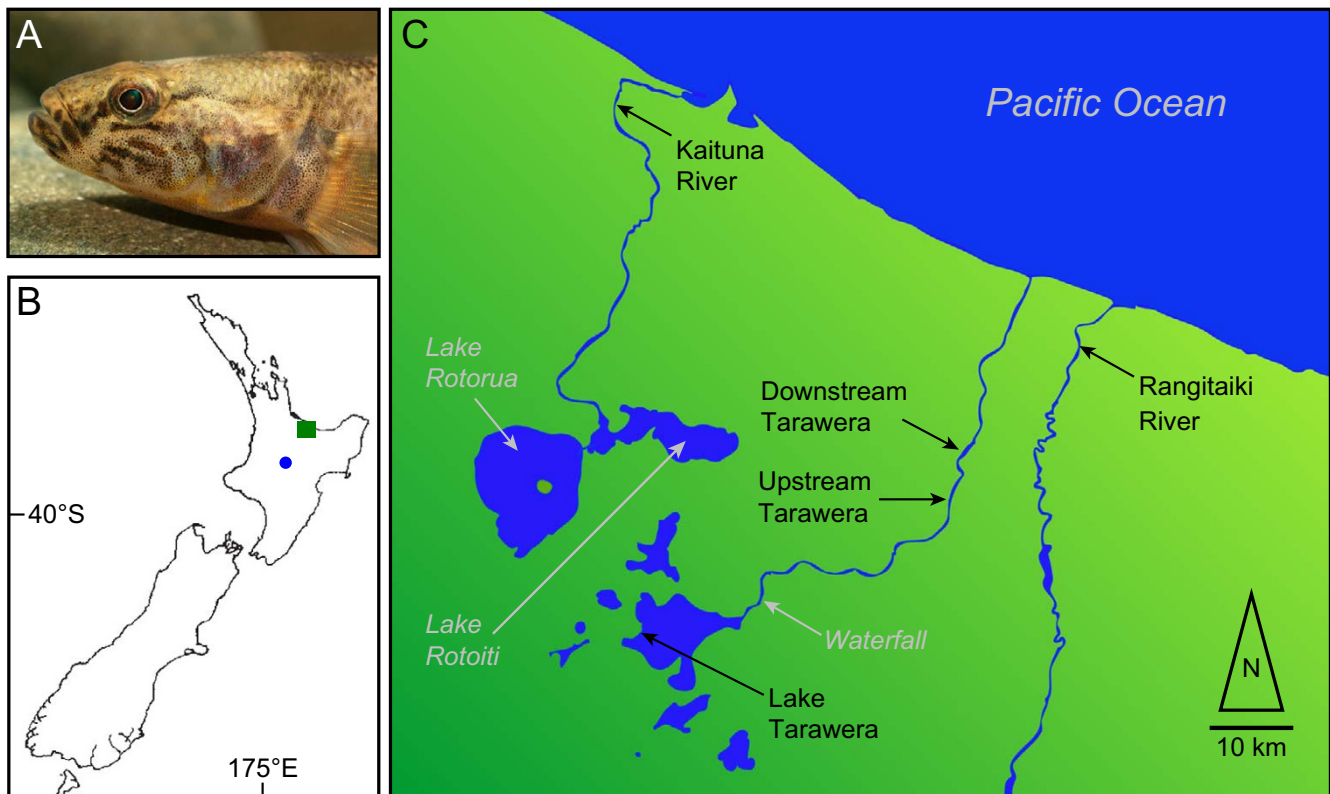 A
B
40°S
175°E
C
Pacific Ocean
Kaituna
River
Lake
Rotorua
Downstream
Tarawera
Rangitaiki
River
Upstream
Tarawera
Lake
Rotoiti
Waterfall
Lake
Tarawera
N
10 km